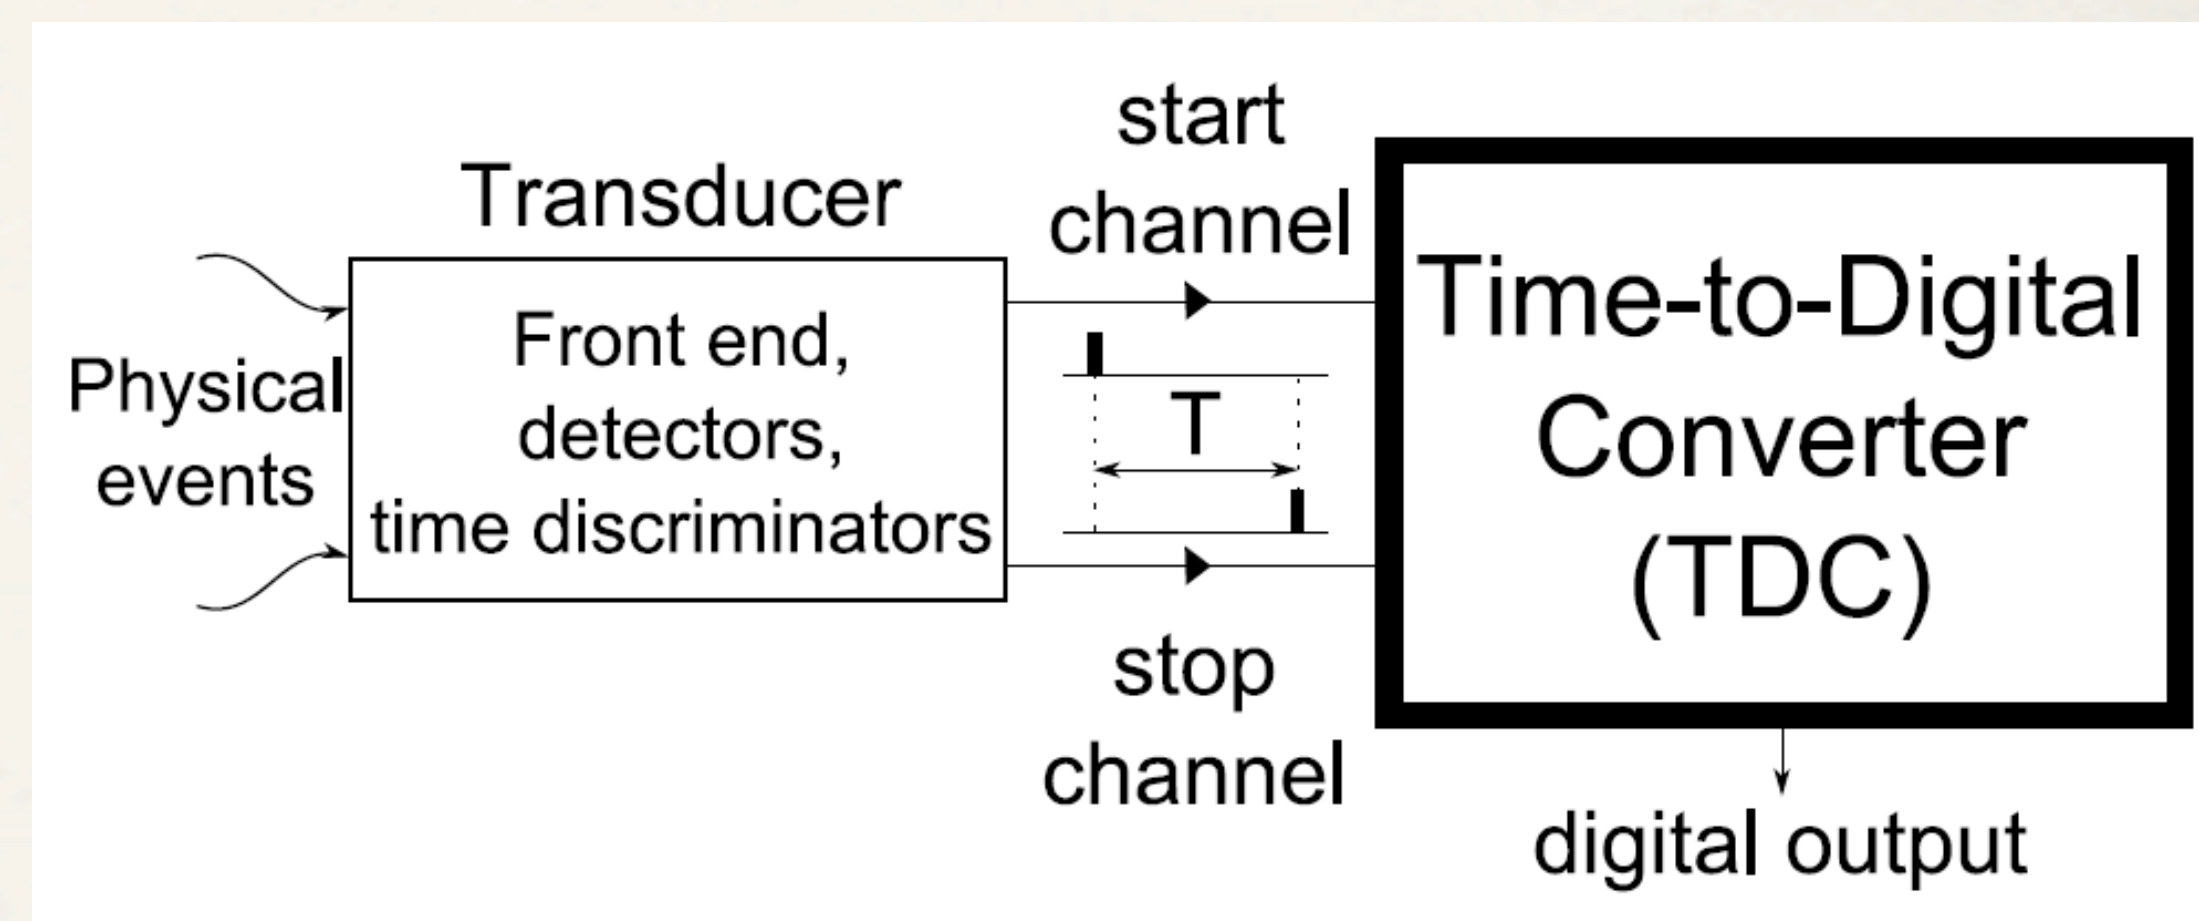 Physical
events
Transducer
Front end,
detectors,
time discriminators
start
channel
T
stop
channel
Time-to-Digital
Converter
(TDC)
digital output